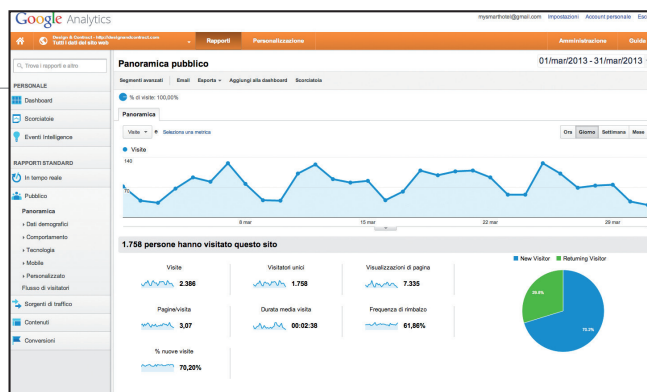 Google Analytics
mysmarthotel@gmail.com Impostazioni Account personale Esci
Design & Contract - http://designandcontract.com
Tutti i dati del sito web
Rapporti Personalizzazione Amministrazione Guida
Trova i rapporti e altro
PERSONALE
Dashboard
Scorciatoie
Eventi Intelligence
RAPPORTI STANDARD
In tempo reale
Pubblico
Panoramica
Dati demografici
Comportamento
Tecnologia
Mobile
Personalizzato
Flusso di visitatori
Sorgenti di traffico
Contenuti
Conversioni
Panoramica pubblico
01/mar/2013 - 31/mar/2013
Segmenti avanzati Email Esporta Aggiungi alla dashboard Scorciatoia
% di visite: 100,00%
Panoramica
Visite Seleziona una metrica
Ora Giorno Settimana Mese
Visite
140
70
8 mar 15 mar 22 mar 29 mar
1.758 persone hanno visitato questo sito
Visite
2.386
Visitatori unici
1.758
Visualizzazioni di pagina
7.335
Pagine/visita
3,07
Durata media visita
00:02:38
Frequenza di rimbalzo
61,86%
% nuove visite
70,20%
New Visitor Returning Visitor